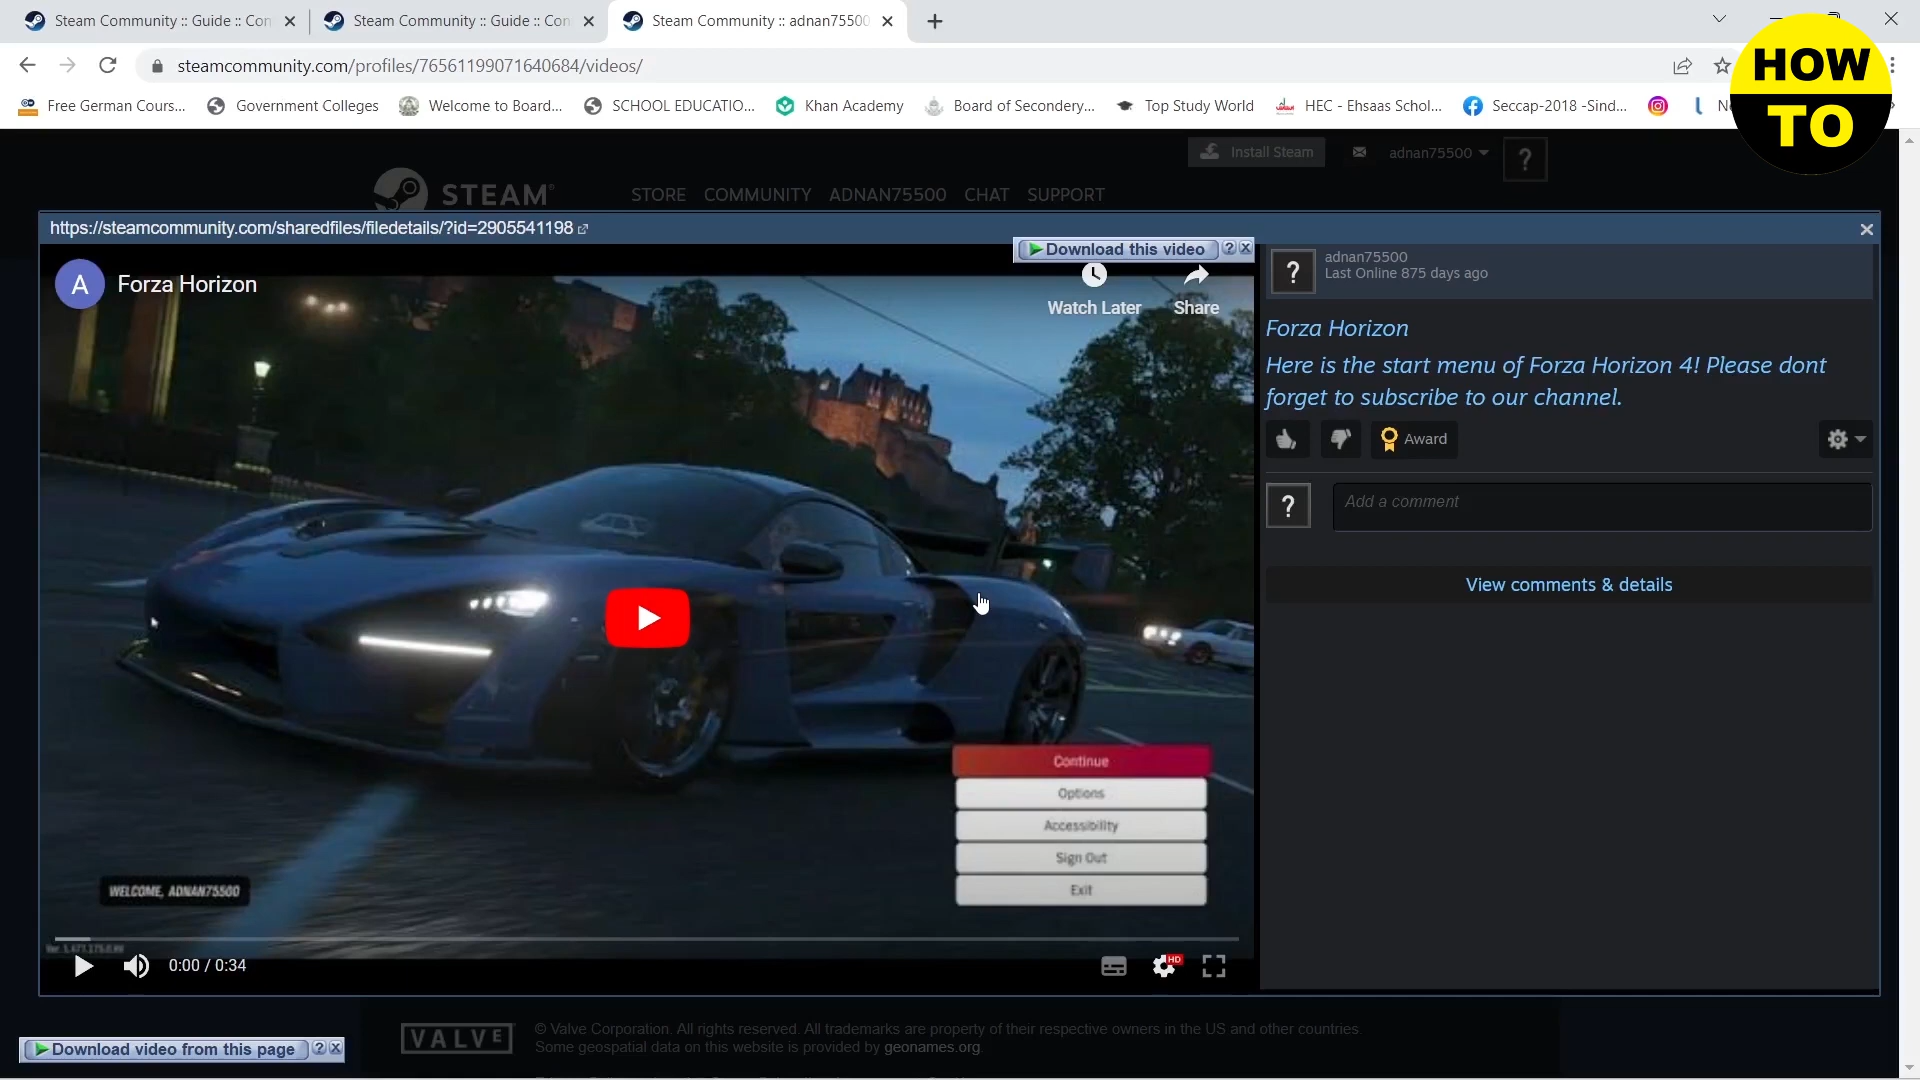 Steam Community :: Guide :: Con
Steam Community :: Guide :: Con
Steam Community :: adnan75500
HOW
TO
steamcommunity.com/profiles/76561199071640684/videos/
Free German Cours...
Government Colleges
Welcome to Board...
SCHOOL EDUCATIO...
Khan Academy
Board of Secondery...
Top Study World
HEC - Ehsaas Schol...
Seccap-2018 -Sind...
Install Steam
adnan75500
?
STEAM®
STORE
COMMUNITY
ADNAN75500
CHAT
SUPPORT
https://steamcommunity.com/sharedfiles/filedetails/?id=2905541198
Download this video
?
A
Forza Horizon
Watch Later
Share
?
adnan75500
Last Online 875 days ago
Forza Horizon
Here is the start menu of Forza Horizon 4! Please dont
forget to subscribe to our channel.
Award
?
Add a comment
View comments & details
Continue
Options
Accessibility
Sign Out
Exit
WELCOME, ADNAN75500
0:00 / 0:34
HD
VALVE
© Valve Corporation. All rights reserved. All trademarks are property of their respective owners in the US and other countries.
Some geospatial data on this website is provided by geonames.org.
Download video from this page
?